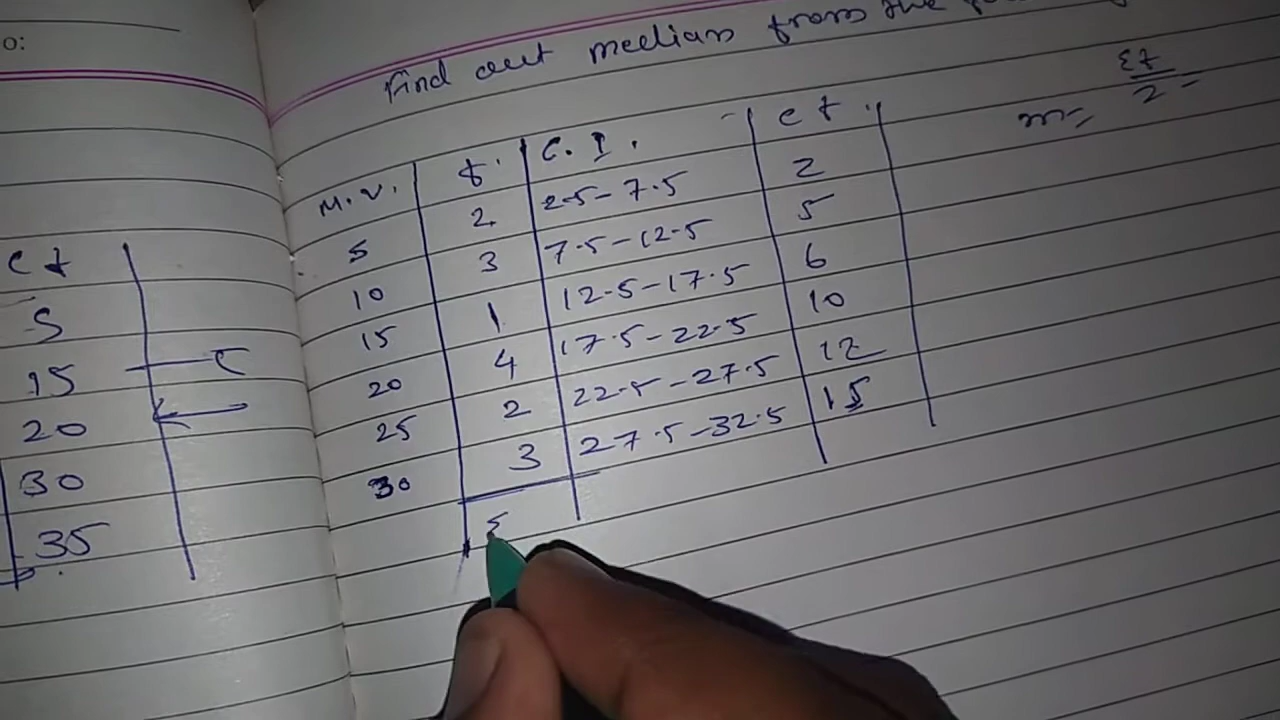 o:
Find out median from the
m = Σf/2 =
M.V. f. C.I. cf.
5 2 2.5-7.5 2
10 3 7.5-12.5 5
15 1 12.5-17.5 6
20 4 17.5-22.5 10
25 2 22.5-27.5 12
30 3 27.5-32.5 15
Σ
cf
5
15
20
30
35